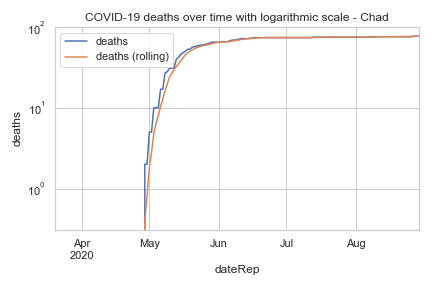 COVID-19 deaths over time with logarithmic scale - Chad
deaths
deaths (rolling)
10²
10¹
10⁰
deaths
Apr
2020
May
Jun
Jul
Aug
dateRep